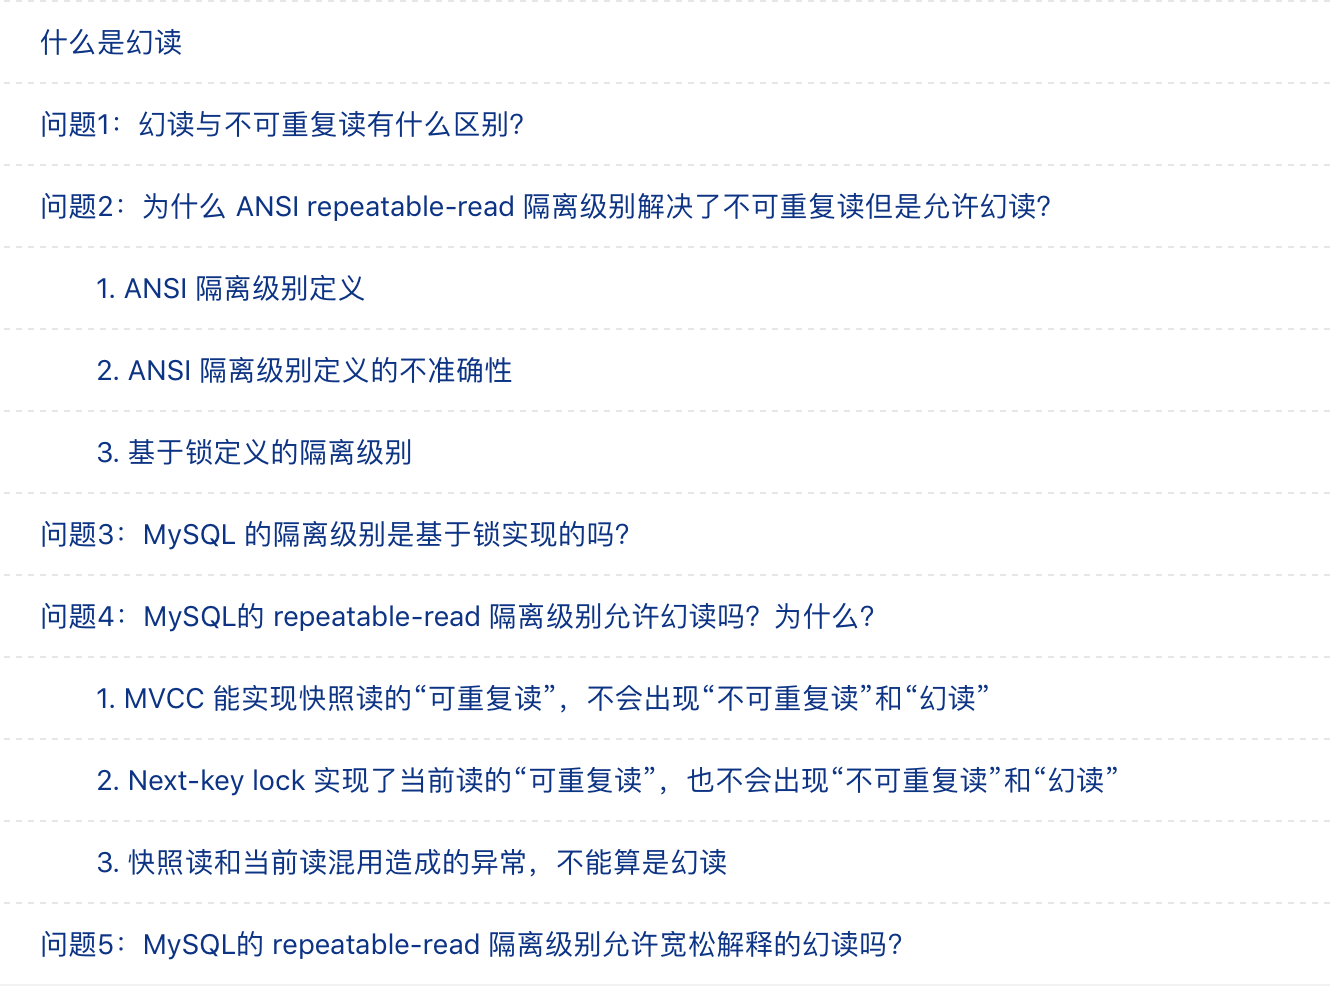 什么是幻读
问题1：幻读与不可重复读有什么区别？
问题2：为什么 ANSI repeatable-read 隔离级别解决了不可重复读但是允许幻读？
1. ANSI 隔离级别定义
2. ANSI 隔离级别定义的不准确性
3. 基于锁定义的隔离级别
问题3：MySQL 的隔离级别是基于锁实现的吗？
问题4：MySQL的 repeatable-read 隔离级别允许幻读吗？为什么？
1. MVCC 能实现快照读的“可重复读”，不会出现“不可重复读”和“幻读”
2. Next-key lock 实现了当前读的“可重复读”，也不会出现“不可重复读”和“幻读”
3. 快照读和当前读混用造成的异常，不能算是幻读
问题5：MySQL的 repeatable-read 隔离级别允许宽松解释的幻读吗？